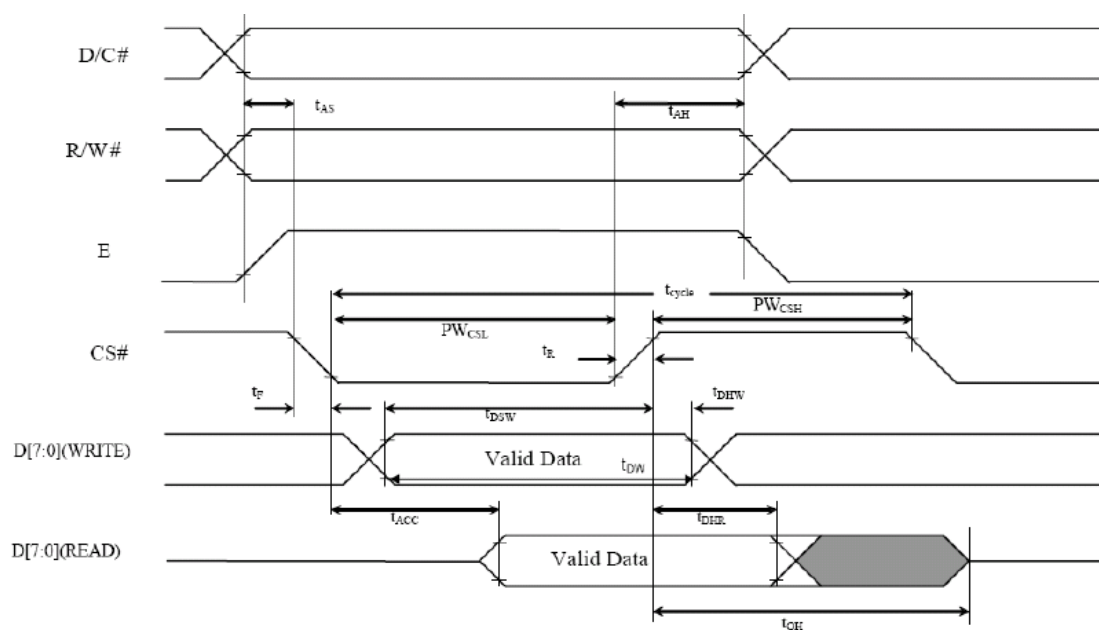 D/C#
tAS
tAH
R/W#
E
tcycle
PWCSH
PWCSL
CS#
tR
tF
tDSW
tDHW
D[7:0](WRITE)
Valid Data
tDW
tACC
tDHR
D[7:0](READ)
Valid Data
tOH